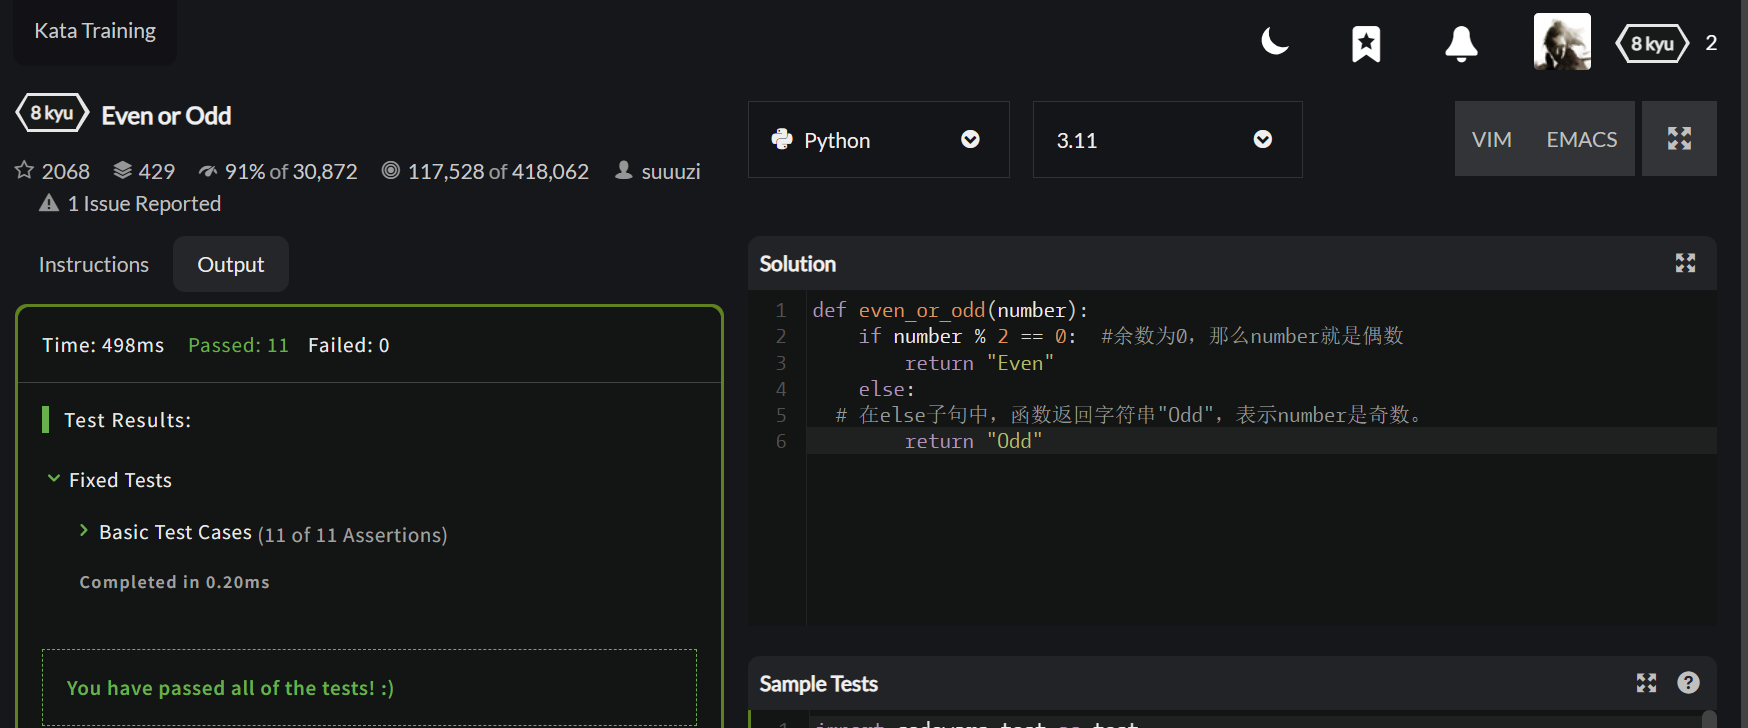 Kata Training
8 kyu 2
8 kyu Even or Odd
2068 429 91% of 30,872 117,528 of 418,062 suuuzi
1 Issue Reported
Instructions Output
Time: 498ms Passed: 11 Failed: 0
Test Results:
Fixed Tests
Basic Test Cases (11 of 11 Assertions)
Completed in 0.20ms
You have passed all of the tests! :)
Python 3.11 VIM EMACS
Solution
1 def even_or_odd(number):
2 if number % 2 == 0: #余数为0，那么number就是偶数
3 return "Even"
4 else:
5 # 在else子句中，函数返回字符串"Odd"，表示number是奇数。
6 return "Odd"
Sample Tests